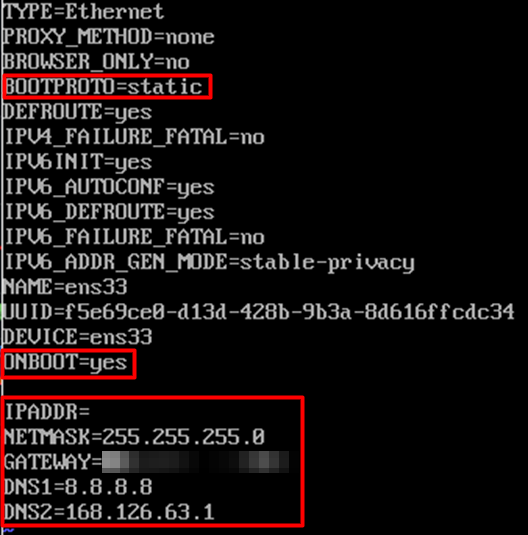 TYPE=Ethernet
PROXY_METHOD=none
BROWSER_ONLY=no
BOOTPROTO=static
DEFROUTE=yes
IPV4_FAILURE_FATAL=no
IPV6INIT=yes
IPV6_AUTOCONF=yes
IPV6_DEFROUTE=yes
IPV6_FAILURE_FATAL=no
IPV6_ADDR_GEN_MODE=stable-privacy
NAME=ens33
UUID=f5e69ce0-d13d-428b-9b3a-8d616ffcdc34
DEVICE=ens33
ONBOOT=yes
IPADDR=
NETMASK=255.255.255.0
GATEWAY=
DNS1=8.8.8.8
DNS2=168.126.63.1
~